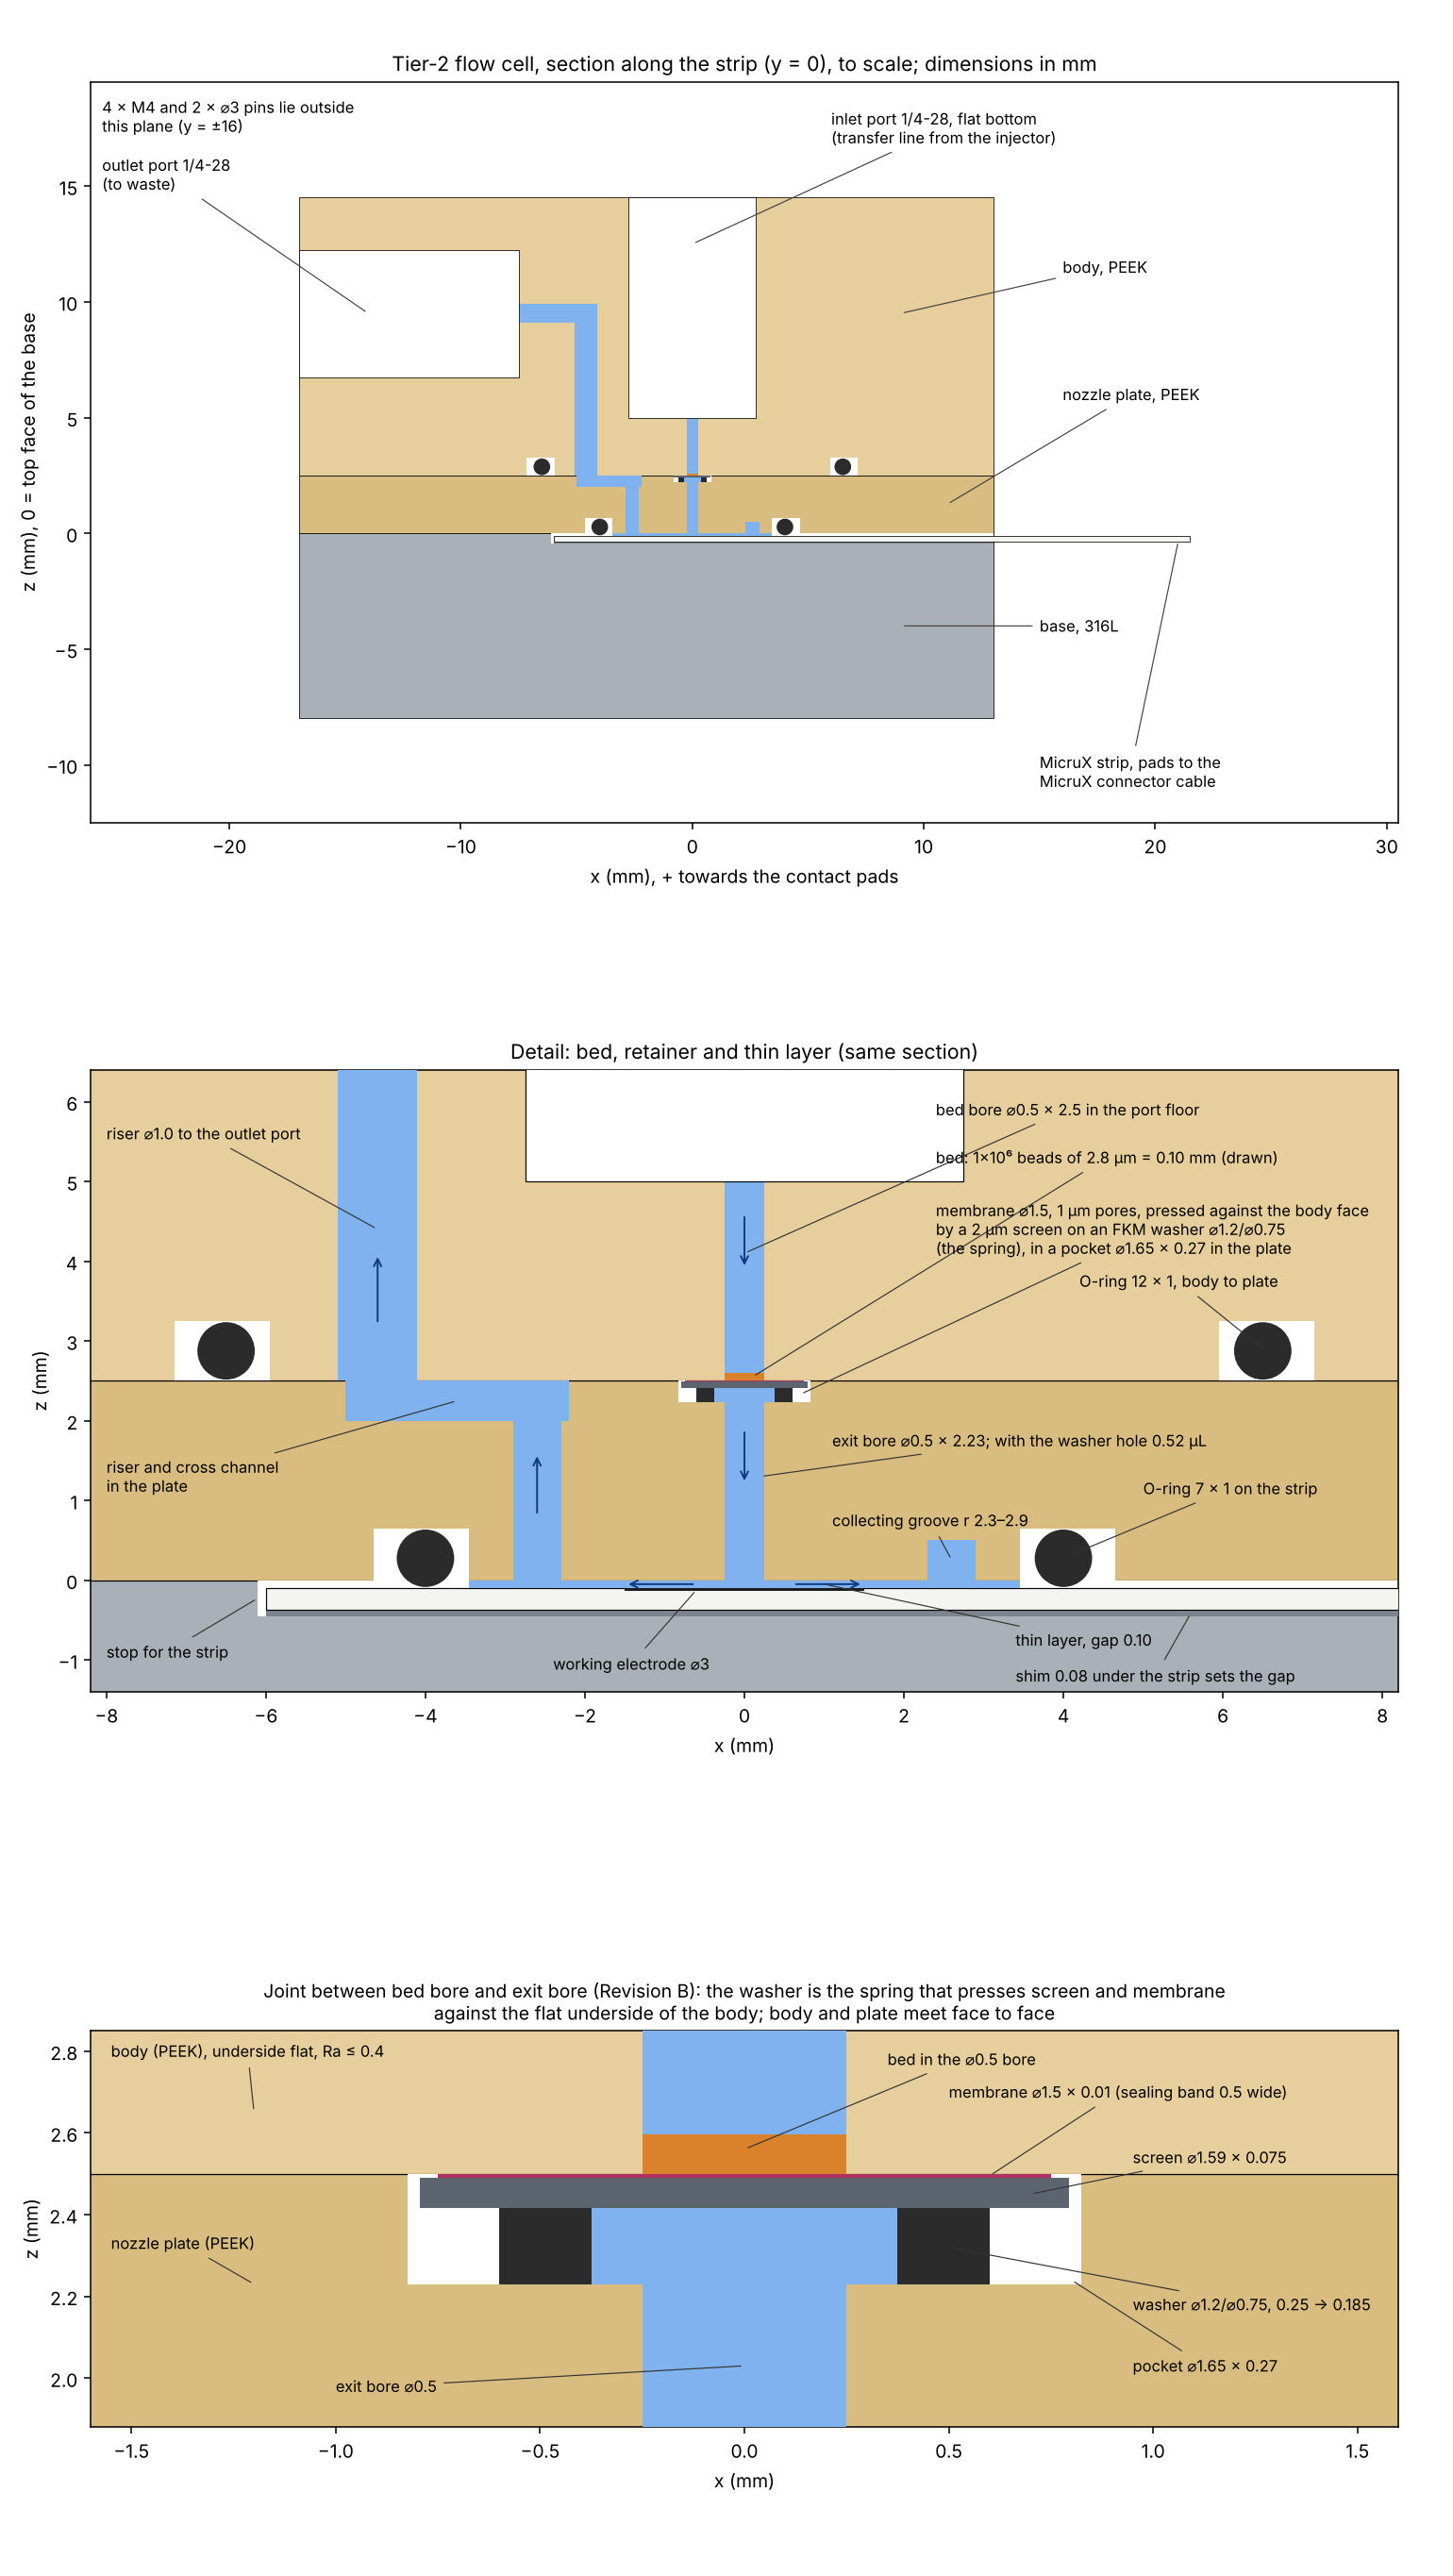 Tier-2 flow cell, section along the strip (y = 0), to scale; dimensions in mm
4 × M4 and 2 × ⌀3 pins lie outside
this plane (y = ±16)
inlet port 1/4-28, flat bottom
(transfer line from the injector)
outlet port 1/4-28
(to waste)
body, PEEK
nozzle plate, PEEK
base, 316L
MicruX strip, pads to the
MicruX connector cable
15
10
5
0
−5
−10
z (mm), 0 = top face of the base
−20
−10
0
10
20
30
x (mm), + towards the contact pads
Detail: bed, retainer and thin layer (same section)
bed bore ⌀0.5 × 2.5 in the port floor
riser ⌀1.0 to the outlet port
bed: 1×10⁶ beads of 2.8 µm = 0.10 mm (drawn)
membrane ⌀1.5, 1 µm pores, pressed against the body face
by a 2 µm screen on an FKM washer ⌀1.2/⌀0.75
(the spring), in a pocket ⌀1.65 × 0.27 in the plate
O-ring 12 × 1, body to plate
exit bore ⌀0.5 × 2.23; with the washer hole 0.52 µL
riser and cross channel
in the plate
O-ring 7 × 1 on the strip
collecting groove r 2.3–2.9
thin layer, gap 0.10
stop for the strip
working electrode ⌀3
shim 0.08 under the strip sets the gap
6
5
4
3
2
1
0
−1
z (mm)
−8
−6
−4
−2
0
2
4
6
8
x (mm)
Joint between bed bore and exit bore (Revision B): the washer is the spring that presses screen and membrane
against the flat underside of the body; body and plate meet face to face
body (PEEK), underside flat, Ra ≤ 0.4
bed in the ⌀0.5 bore
membrane ⌀1.5 × 0.01 (sealing band 0.5 wide)
screen ⌀1.59 × 0.075
nozzle plate (PEEK)
washer ⌀1.2/⌀0.75, 0.25 → 0.185
pocket ⌀1.65 × 0.27
exit bore ⌀0.5
2.8
2.6
2.4
2.2
2.0
z (mm)
−1.5
−1.0
−0.5
0.0
0.5
1.0
1.5
x (mm)